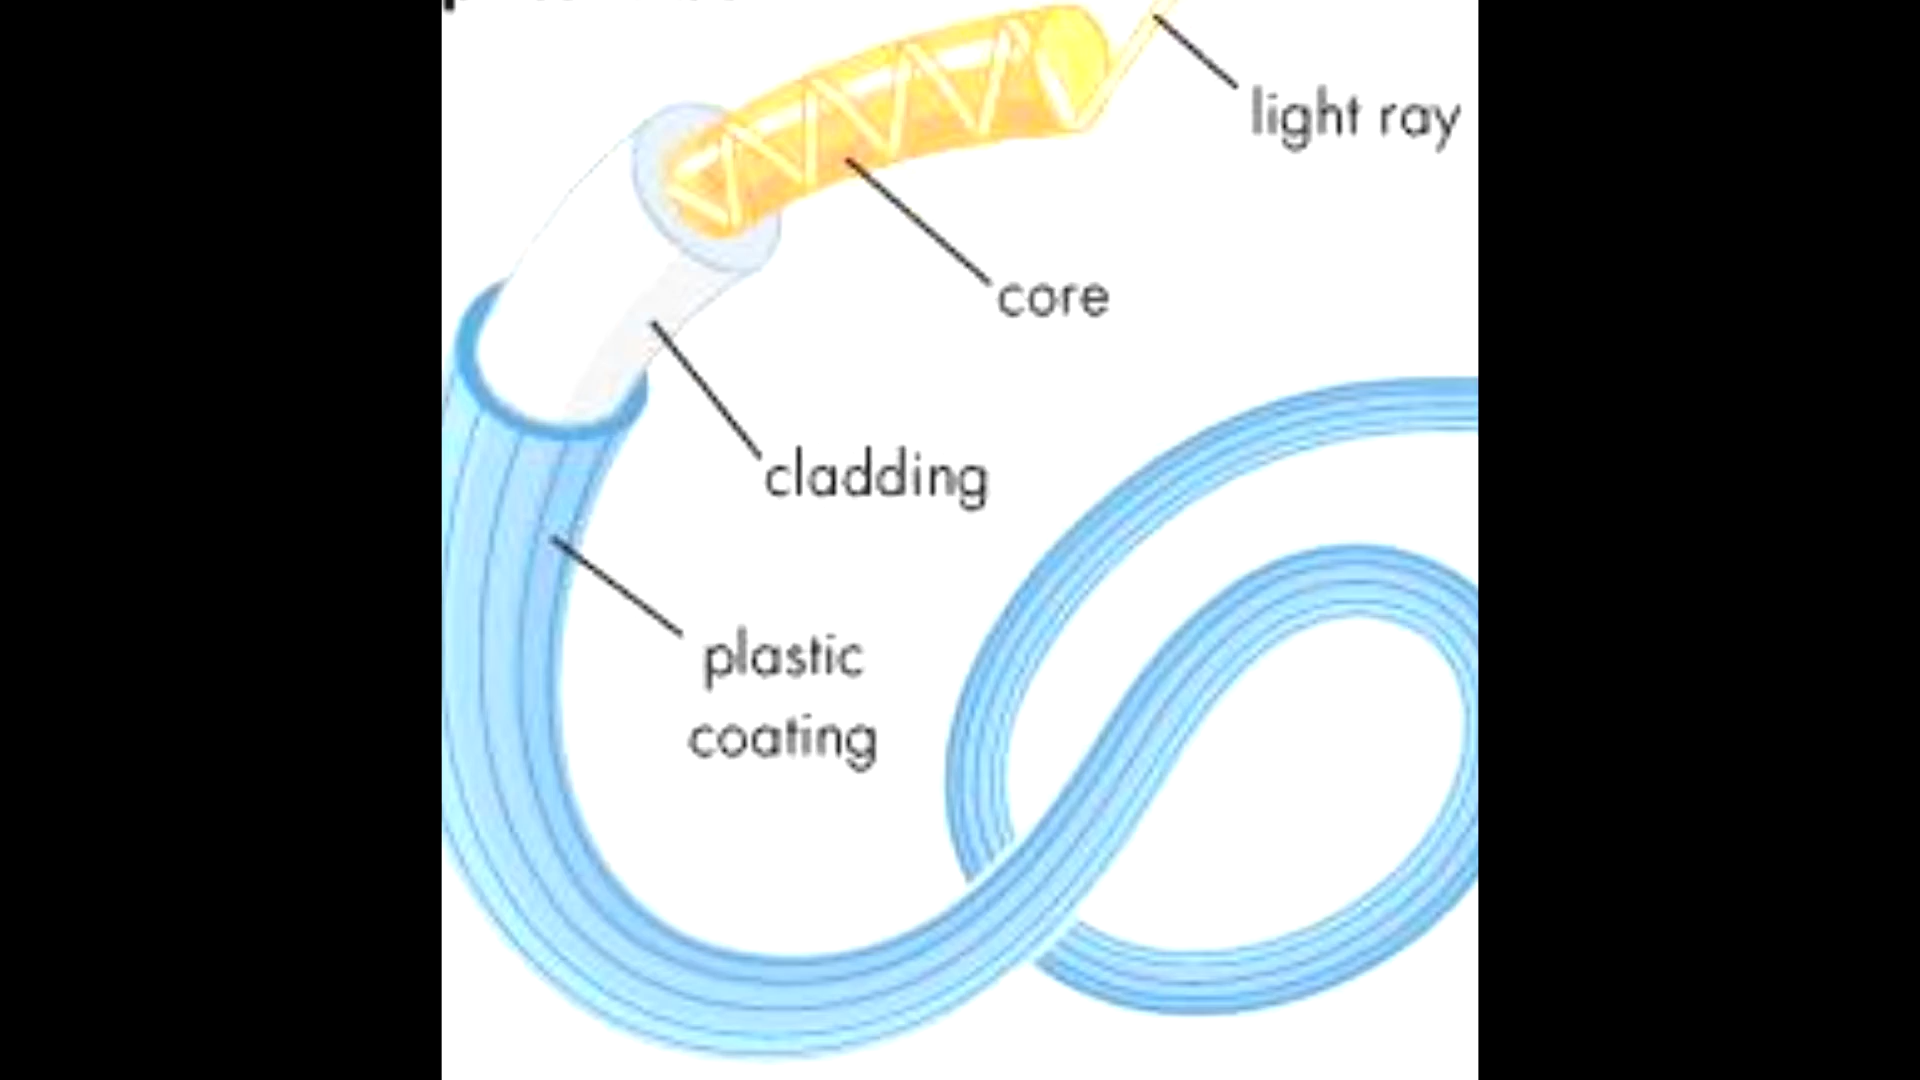 light ray
core
cladding
plastic
coating